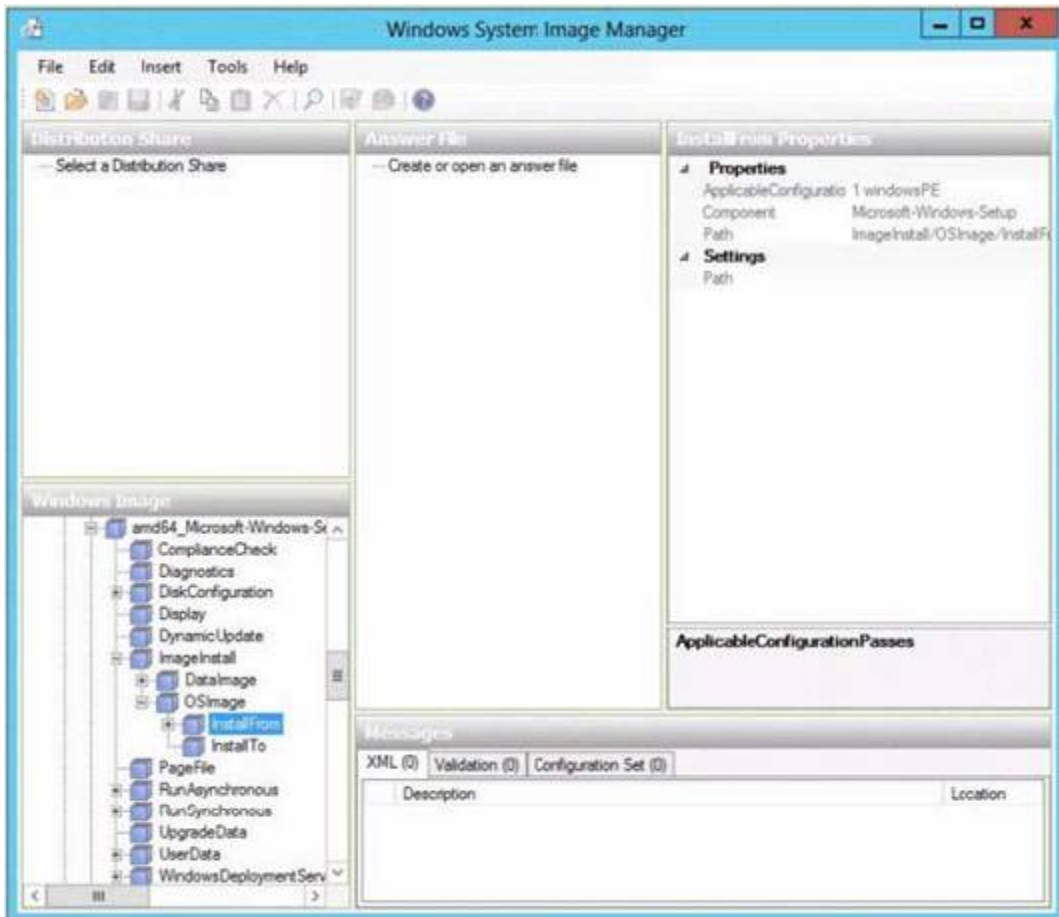 Windows System Image Manager
File Edit Insert Tools Help
Distribution Share
Select a Distribution Share
Answer File
Create or open an answer file
InstallFrom Properties
Properties
ApplicableConfiguratio 1 windowsPE
Component Microsoft-Windows-Setup
Path ImageInstall/OSImage/InstallF
Settings
Path
ApplicableConfigurationPasses
Windows Image
amd64_Microsoft-Windows-Se
ComplianceCheck
Diagnostics
DiskConfiguration
Display
DynamicUpdate
ImageInstall
DataImage
OSImage
InstallFrom
InstallTo
PageFile
RunAsynchronous
RunSynchronous
UpgradeData
UserData
WindowsDeploymentServ
Messages
XML (0) Validation (0) Configuration Set (0)
Description Location